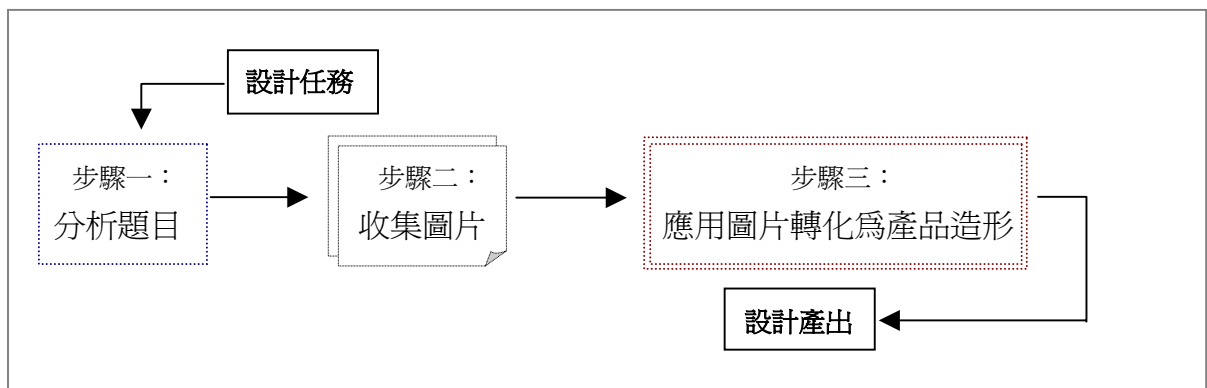 設計任務
步驟一：
分析題目
步驟二：
收集圖片
步驟三：
應用圖片轉化爲產品造形
設計產出